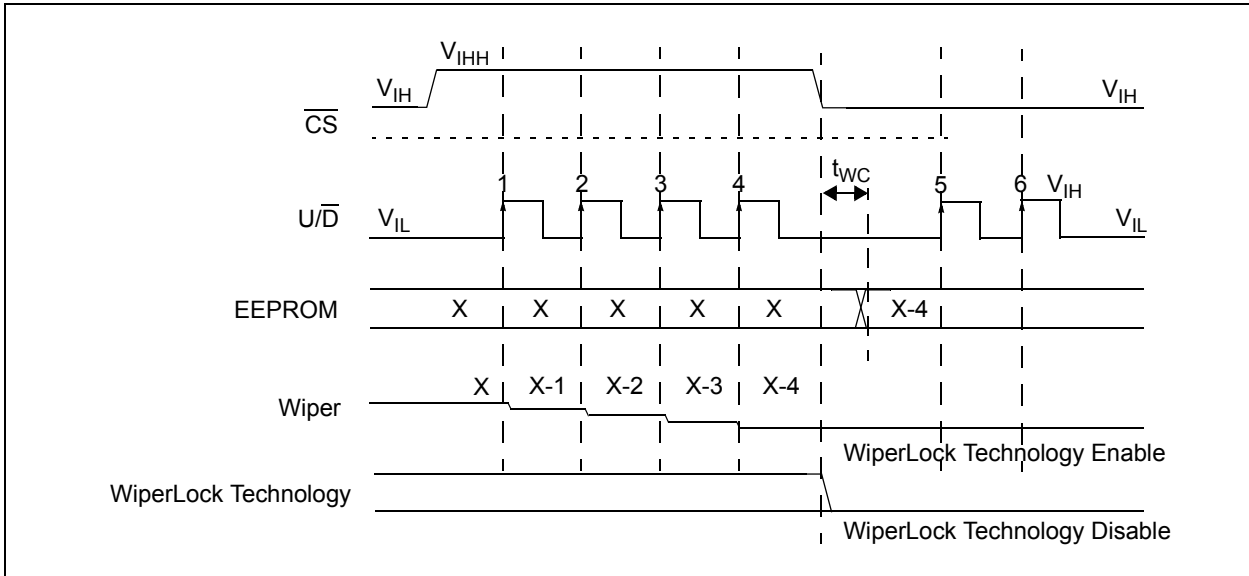 V_IHH
V_IH V_IH
CS
t_WC
1 2 3 4 5 6 V_IH
U/D V_IL V_IL
EEPROM X X X X X X-4
X X-1 X-2 X-3 X-4
Wiper
WiperLock Technology Enable
WiperLock Technology
WiperLock Technology Disable